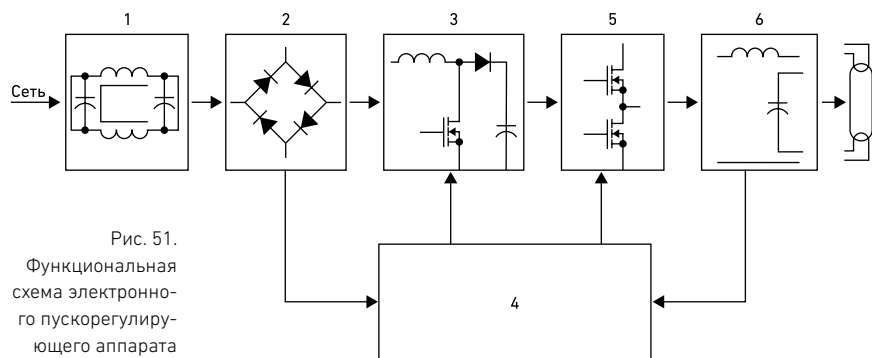 1 2 3 5 6
Сеть
4
Рис. 51.
Функциональная
схема электронно-
го пускорегулиру-
ющего аппарата